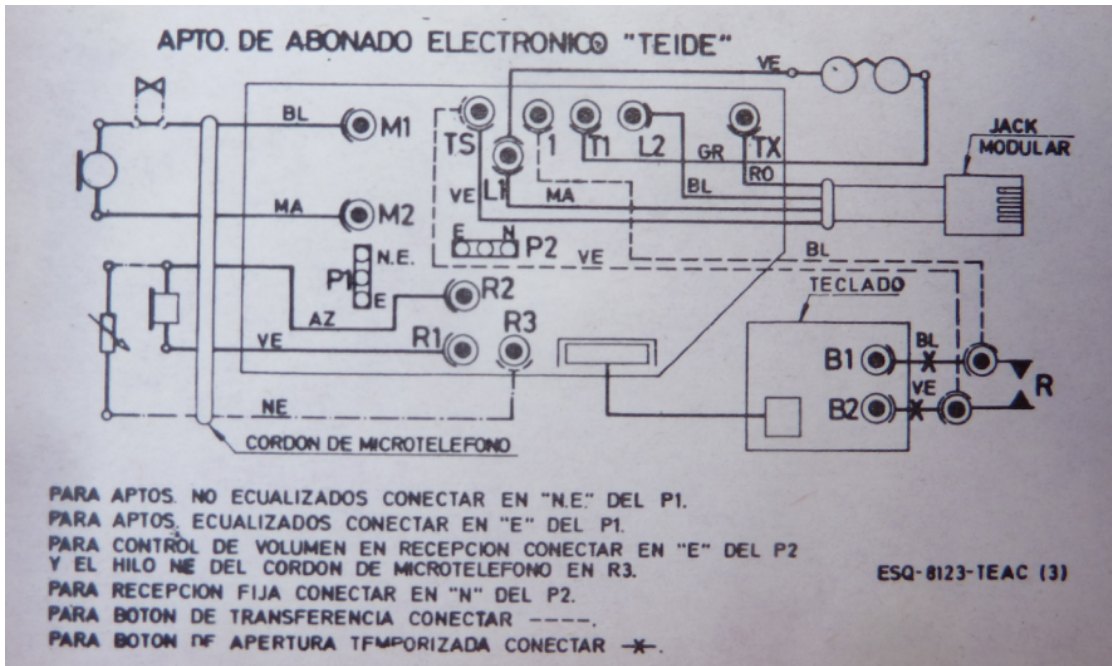 APTO. DE ABONADO ELECTRONICO "TEIDE"
VE
BL
M1
TS
1
T1
L2
TX
JACK
MODULAR
GR
RO
L1
BL
VE
MA
MA
M2
E N P2
VE
BL
N.E.
P1
E
TECLADO
R2
AZ
R3
R1
VE
BL
B1
R
VE
B2
NE
CORDON DE MICROTELEFONO
PARA APTOS. NO ECUALIZADOS CONECTAR EN "N.E." DEL P1.
PARA APTOS. ECUALIZADOS CONECTAR EN "E" DEL P1.
PARA CONTROL DE VOLUMEN EN RECEPCION CONECTAR EN "E" DEL P2
Y EL HILO NE DEL CORDON DE MICROTELEFONO EN R3.
ESQ-8123-TEAC (3)
PARA RECEPCION FIJA CONECTAR EN "N" DEL P2.
PARA BOTON DE TRANSFERENCIA CONECTAR ----.
PARA BOTON DE APERTURA TEMPORIZADA CONECTAR -x-.